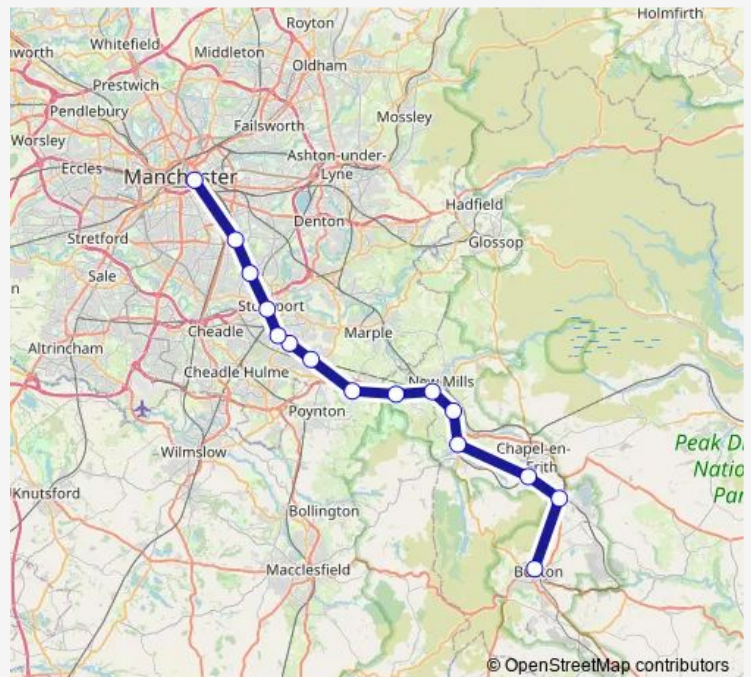 Holmfirth
Royton
Whitefield
Middleton
Oldham
Prestwich
Pendlebury
Failsworth
Mossley
Worsley
Eccles
Manchester
Ashton-under-
Lyne
Denton
Hadfield
Glossop
Stretford
Sale
Stockport
Cheadle
Marple
Altrincham
Cheadle Hulme
New Mills
Poynton
Wilmslow
Chapel-en-
Frith
Peak D
Natio
Par
Knutsford
Bollington
Macclesfield
Buxton
© OpenStreetMap contributors